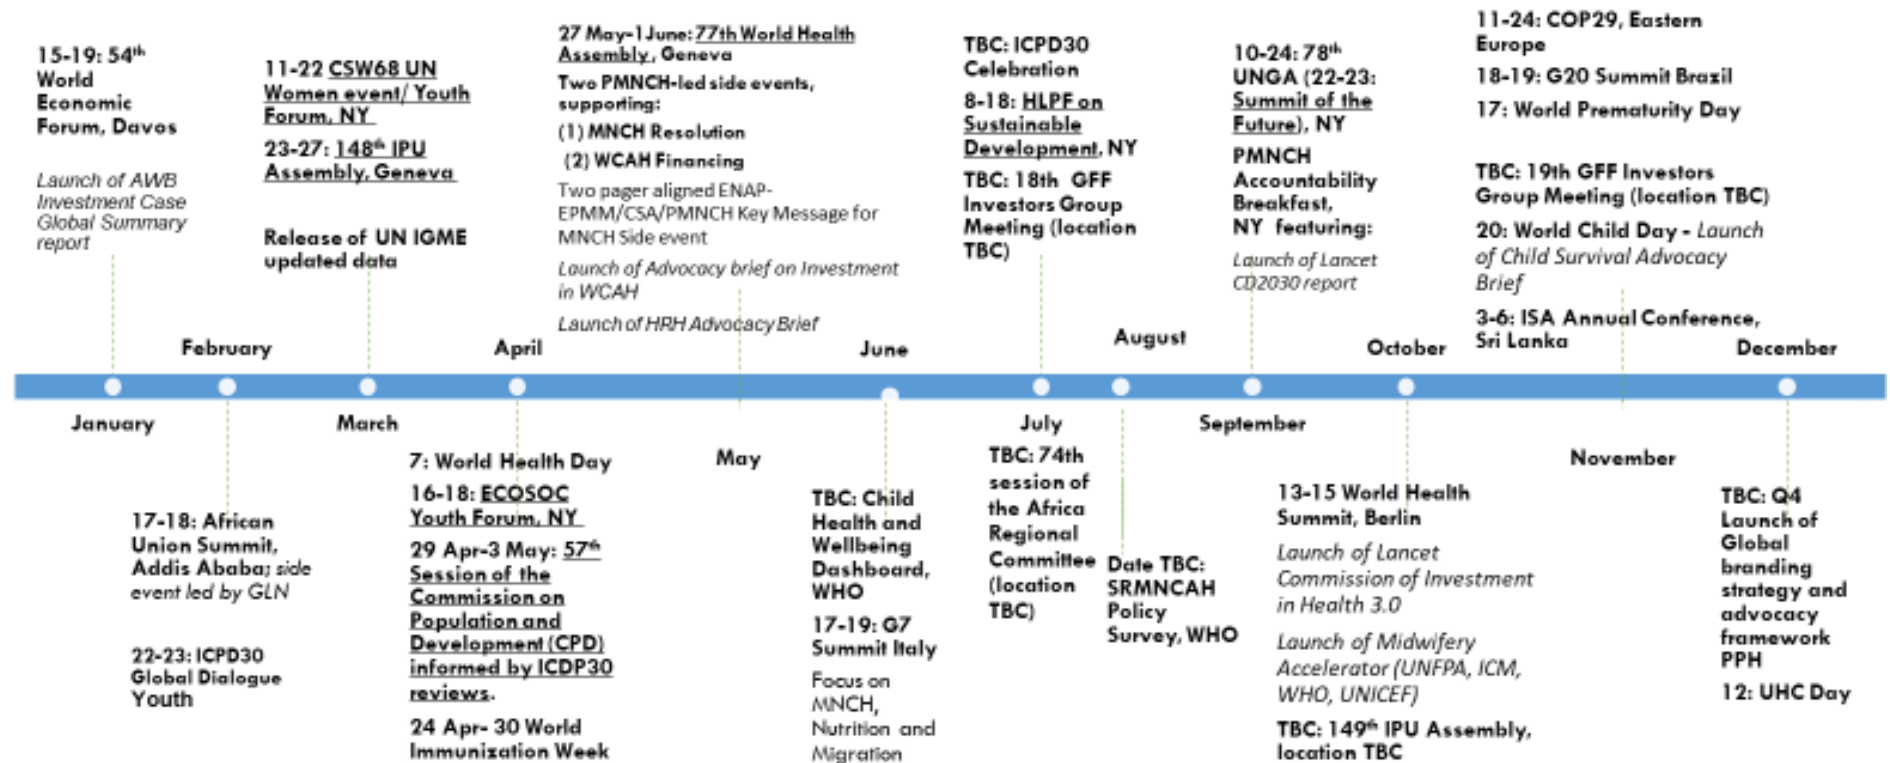 15-19: 54th
World
Economic
Forum, Davos
Launch of AWB
Investment Case
Global Summary
report
January
February
17-18: African
Union Summit,
Addis Ababa; side
event led by GLN
22-23: ICPD30
Global Dialogue
Youth
11-22 CSW68 UN
Women event/ Youth
Forum, NY
23-27: 148th IPU
Assembly, Geneva
Release of UN IGME
updated data
March
April
7: World Health Day
16-18: ECOSOC
Youth Forum, NY
29 Apr-3 May: 57th
Session of the
Commission on
Population and
Development (CPD)
informed by ICDP30
reviews.
24 Apr- 30 World
Immunization Week
27 May-1June: 77th World Health
Assembly, Geneva
Two PMNCH-led side events,
supporting:
(1) MNCH Resolution
(2) WCAH Financing
Two pager aligned ENAP-
EPMM/CSA/PMNCH Key Message for
MNCH Side event
Launch of Advocacy brief on Investment
in WCAH
Launch of HRH Advocacy Brief
May
June
TBC: Child
Health and
Wellbeing
Dashboard,
WHO
17-19: G7
Summit Italy
Focus on
MNCH,
Nutrition and
Migration
TBC: ICPD30
Celebration
8-18: HLPF on
Sustainable
Development, NY
TBC: 18th GFF
Investors Group
Meeting (location
TBC)
July
TBC: 74th
session of
the Africa
Regional
Committee
(location
TBC)
August
Date TBC:
SRMNCAH
Policy
Survey, WHO
10-24: 78th
UNGA (22-23:
Summit of the
Future), NY
PMNCH
Accountability
Breakfast,
NY featuring:
Launch of Lancet
CD2030 report
September
October
13-15 World Health
Summit, Berlin
Launch of Lancet
Commission of Investment
in Health 3.0
Launch of Midwifery
Accelerator (UNFPA, ICM,
WHO, UNICEF)
TBC: 149th IPU Assembly,
location TBC
11-24: COP29, Eastern
Europe
18-19: G20 Summit Brazil
17: World Prematurity Day
TBC: 19th GFF Investors
Group Meeting (location TBC)
20: World Child Day - Launch
of Child Survival Advocacy
Brief
3-6: ISA Annual Conference,
Sri Lanka
November
December
TBC: Q4
Launch of
Global
branding
strategy and
advocacy
framework
PPH
12: UHC Day